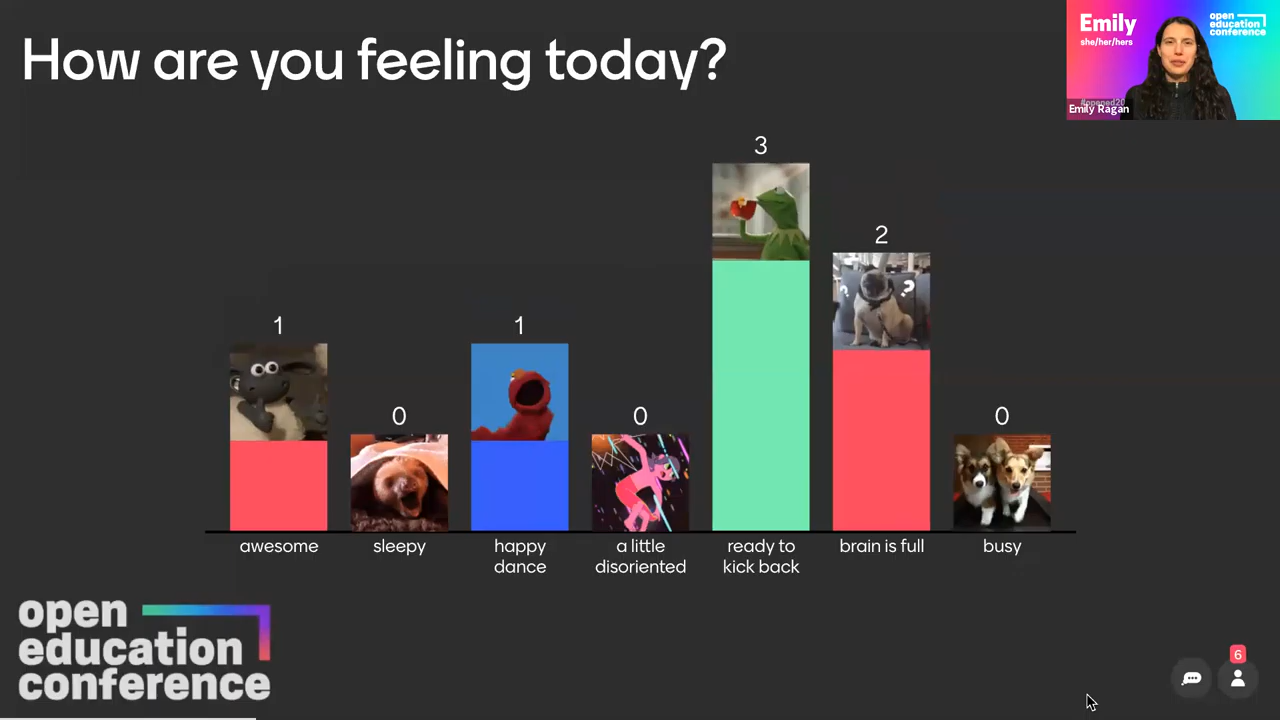 How are you feeling today?
Emily
she/her/hers
open
education
conference
#opened20
Emily Ragan
3
2
1
1
0
0
0
? ?
awesome
sleepy
happy
dance
a little
disoriented
ready to
kick back
brain is full
busy
open
education
conference
6